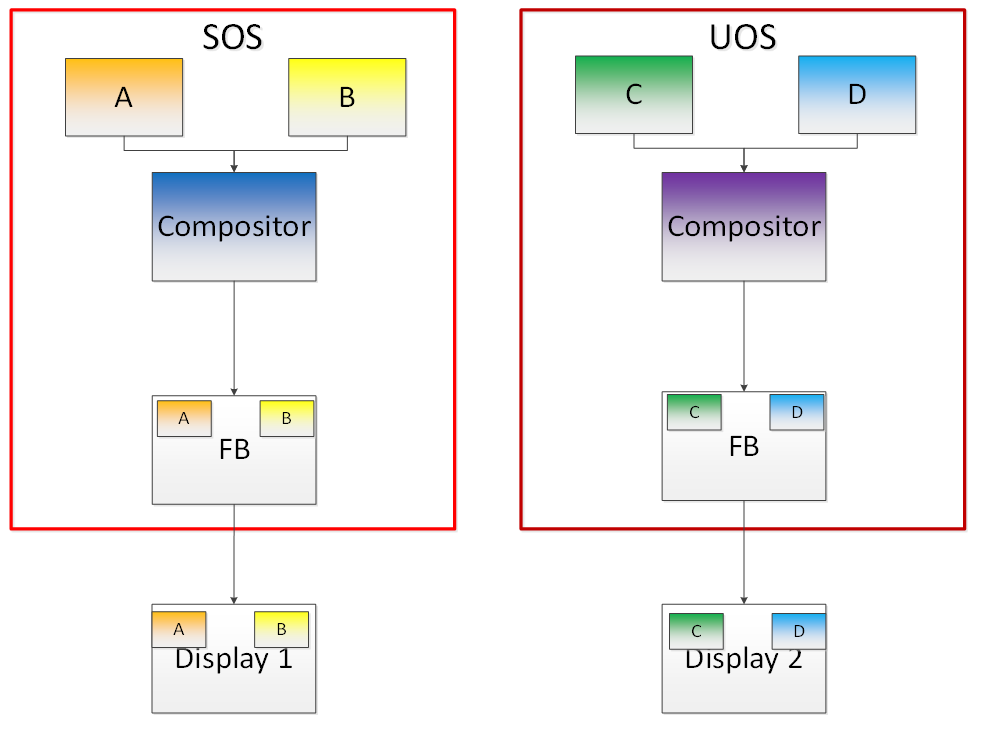 SOS
A
B
Compositor
A
B
FB
A
B
Display 1
UOS
C
D
Compositor
C
D
FB
C
D
Display 2